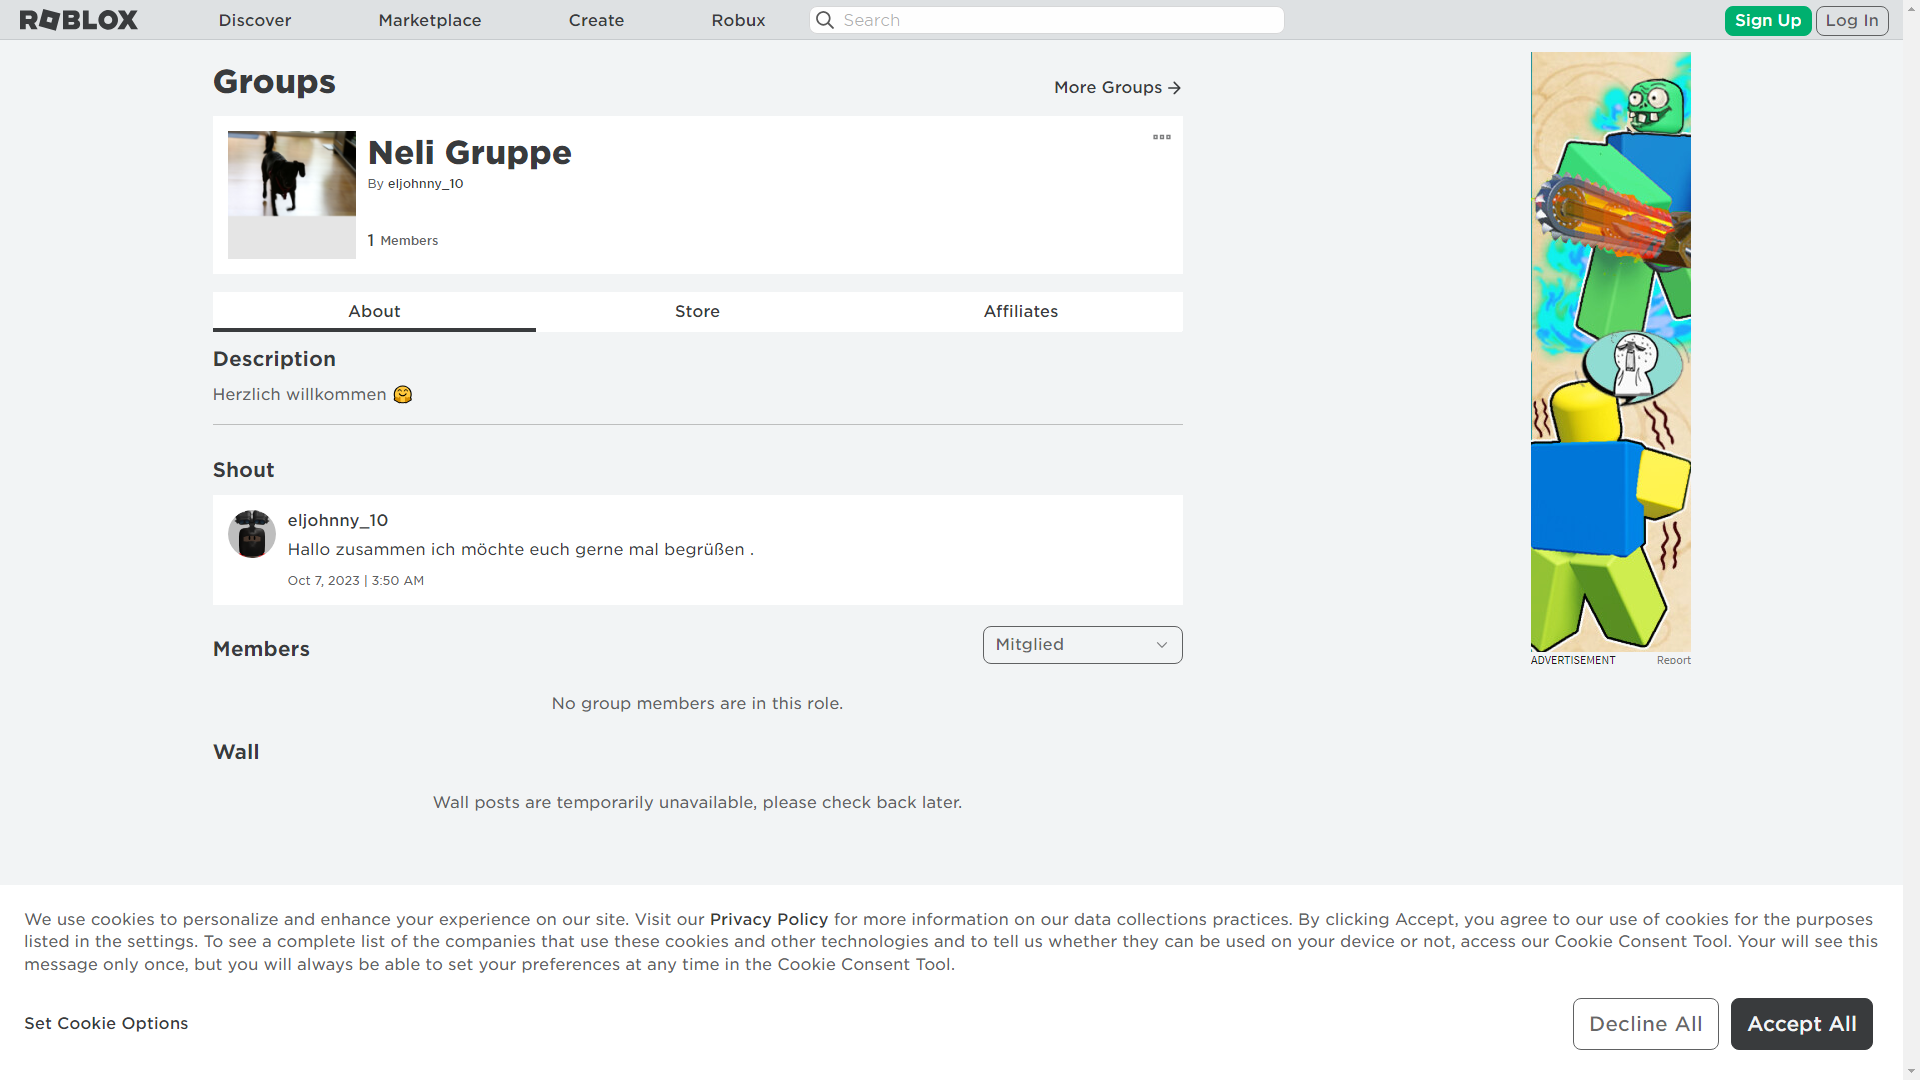 ROBLOX
Discover
Marketplace
Create
Robux
Search
Sign Up
Log In
Groups
More Groups
Neli Gruppe
By eljohnny_10
1 Members
About
Store
Affiliates
Description
Herzlich willkommen 🤗
Shout
eljohnny_10
Hallo zusammen ich möchte euch gerne mal begrüßen .
Oct 7, 2023 | 3:50 AM
Members
Mitglied
No group members are in this role.
Wall
Wall posts are temporarily unavailable, please check back later.
ADVERTISEMENT
Report
We use cookies to personalize and enhance your experience on our site. Visit our Privacy Policy for more information on our data collections practices. By clicking Accept, you agree to our use of cookies for the purposes
listed in the settings. To see a complete list of the companies that use these cookies and other technologies and to tell us whether they can be used on your device or not, access our Cookie Consent Tool. Your will see this
message only once, but you will always be able to set your preferences at any time in the Cookie Consent Tool.
Set Cookie Options
Decline All
Accept All